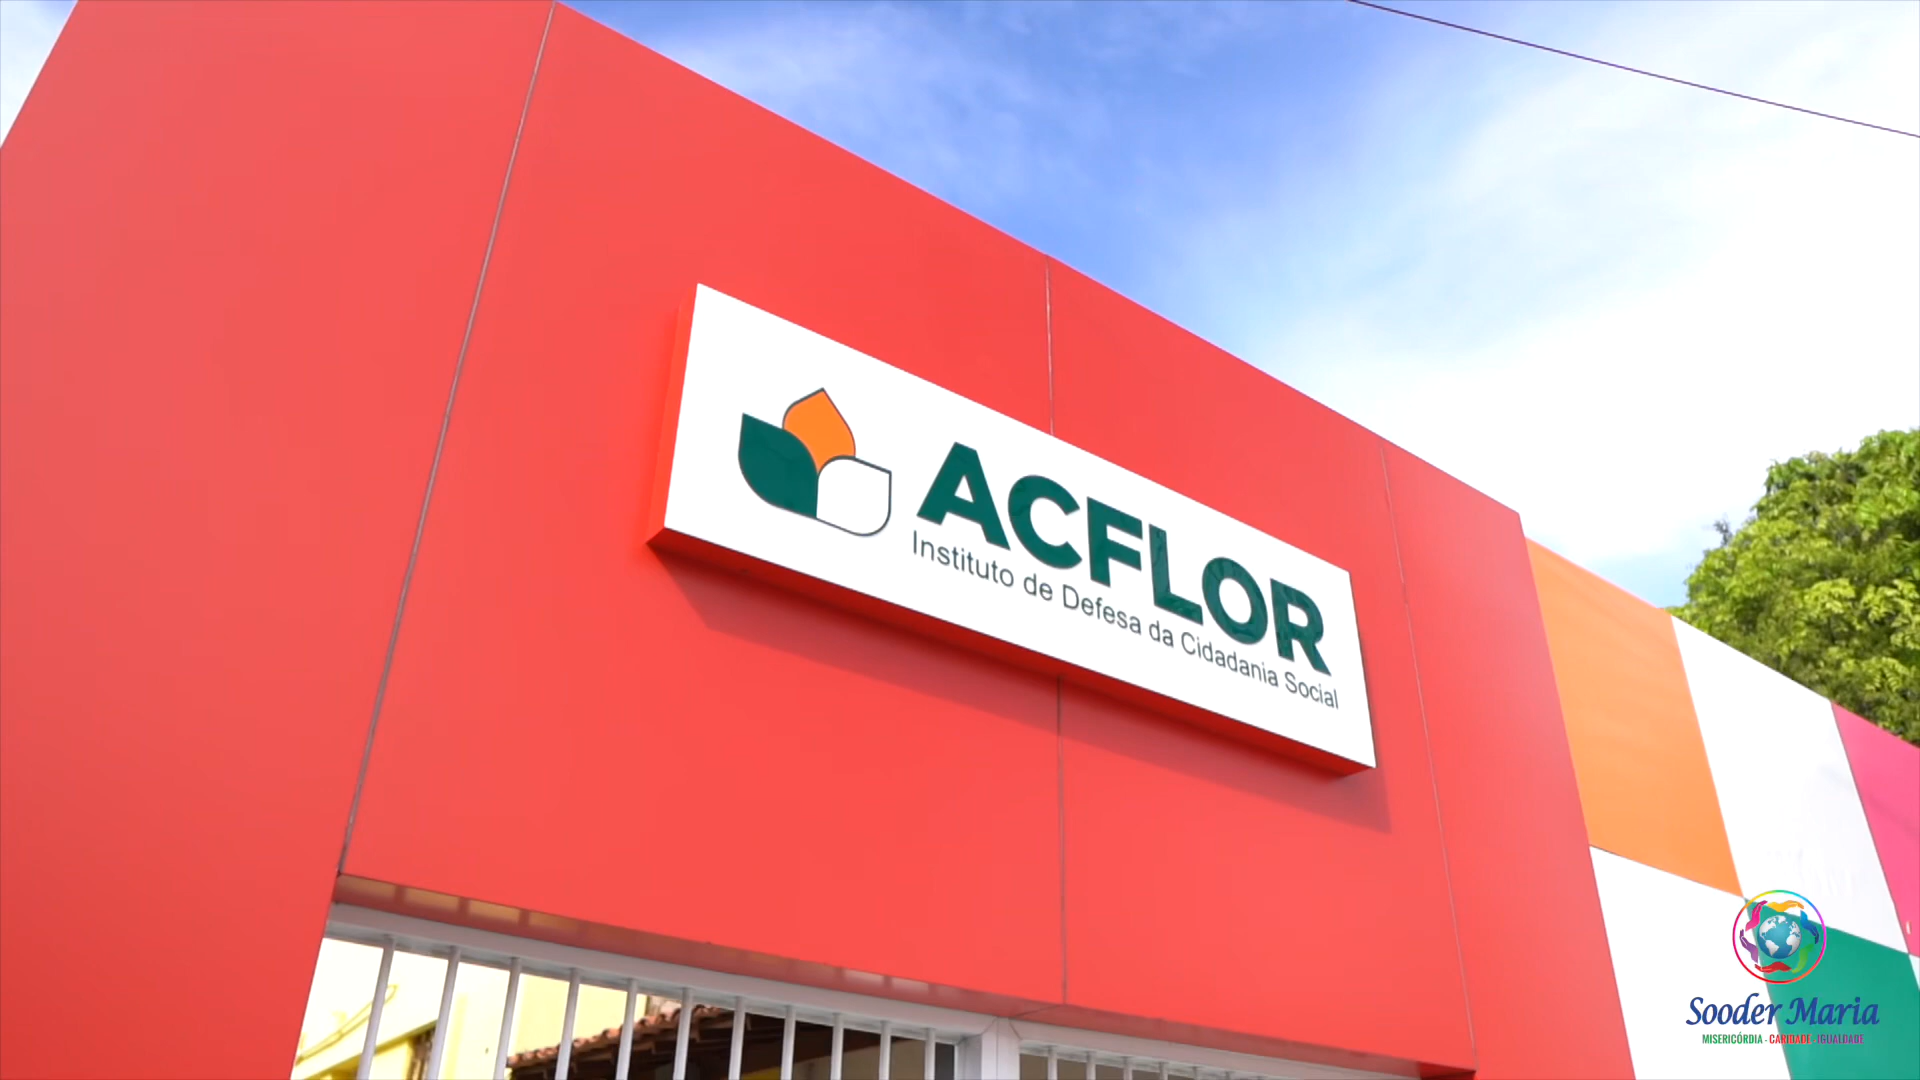 ACFLOR
Instituto de Defesa da Cidadania Social
Sooder Maria
MISERICÓRDIA - CARIDADE - IGUALDADE